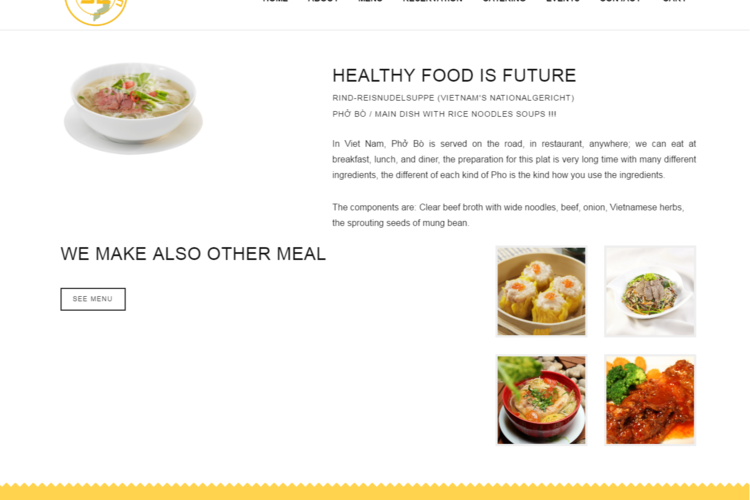 HOME ABOUT MENU RESERVATION CATERING EVENTS CONTACT CART
HEALTHY FOOD IS FUTURE
RIND-REISNUDELSUPPE (VIETNAM'S NATIONALGERICHT)
PHỞ BÒ / MAIN DISH WITH RICE NOODLES SOUPS !!!
In Viet Nam, Phở Bò is served on the road, in restaurant, anywhere; we can eat at
breakfast, lunch, and diner, the preparation for this plat is very long time with many different
ingredients, the different of each kind of Pho is the kind how you use the ingredients.
The components are: Clear beef broth with wide noodles, beef, onion, Vietnamese herbs,
the sprouting seeds of mung bean.
WE MAKE ALSO OTHER MEAL
SEE MENU